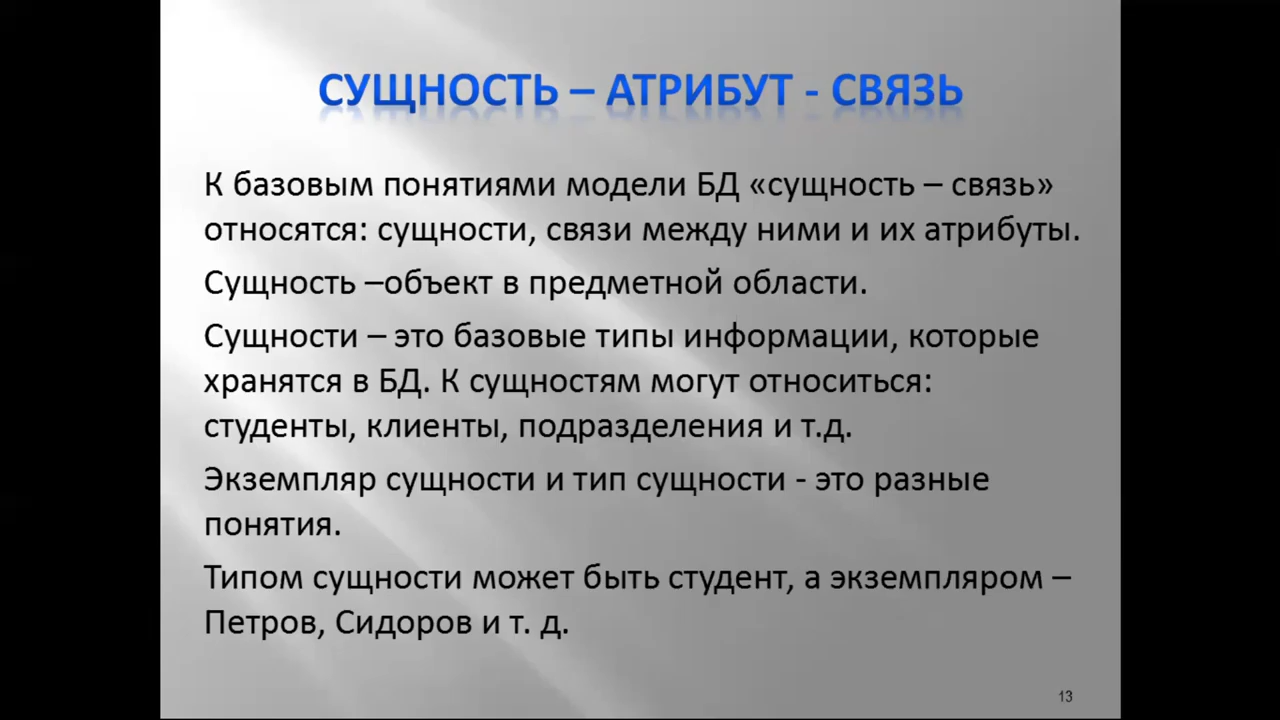 СУЩНОСТЬ – АТРИБУТ - СВЯЗЬ
К базовым понятиями модели БД «сущность – связь»
относятся: сущности, связи между ними и их атрибуты.
Сущность –объект в предметной области.
Сущности – это базовые типы информации, которые
хранятся в БД. К сущностям могут относиться:
студенты, клиенты, подразделения и т.д.
Экземпляр сущности и тип сущности - это разные
понятия.
Типом сущности может быть студент, а экземпляром –
Петров, Сидоров и т. д.
13